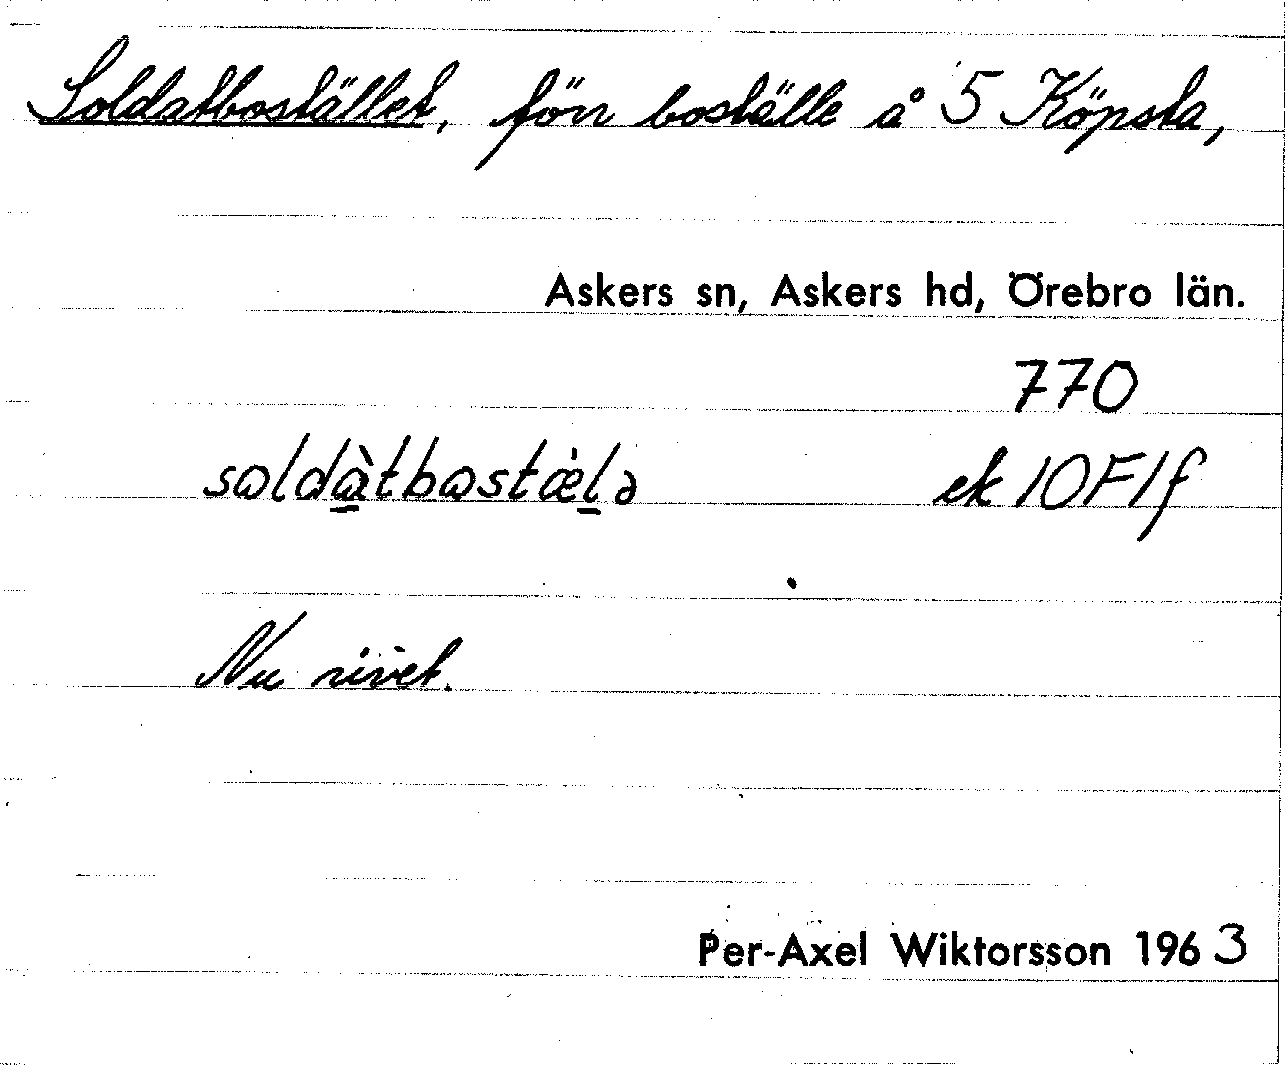 Soldatbostället, förr boställe å 5 Köpsta,
Askers sn, Askers hd, Örebro län.
770
soldàtbostæ̀lə ek 10F1f
Nu rivet.
Per-Axel Wiktorsson 1963